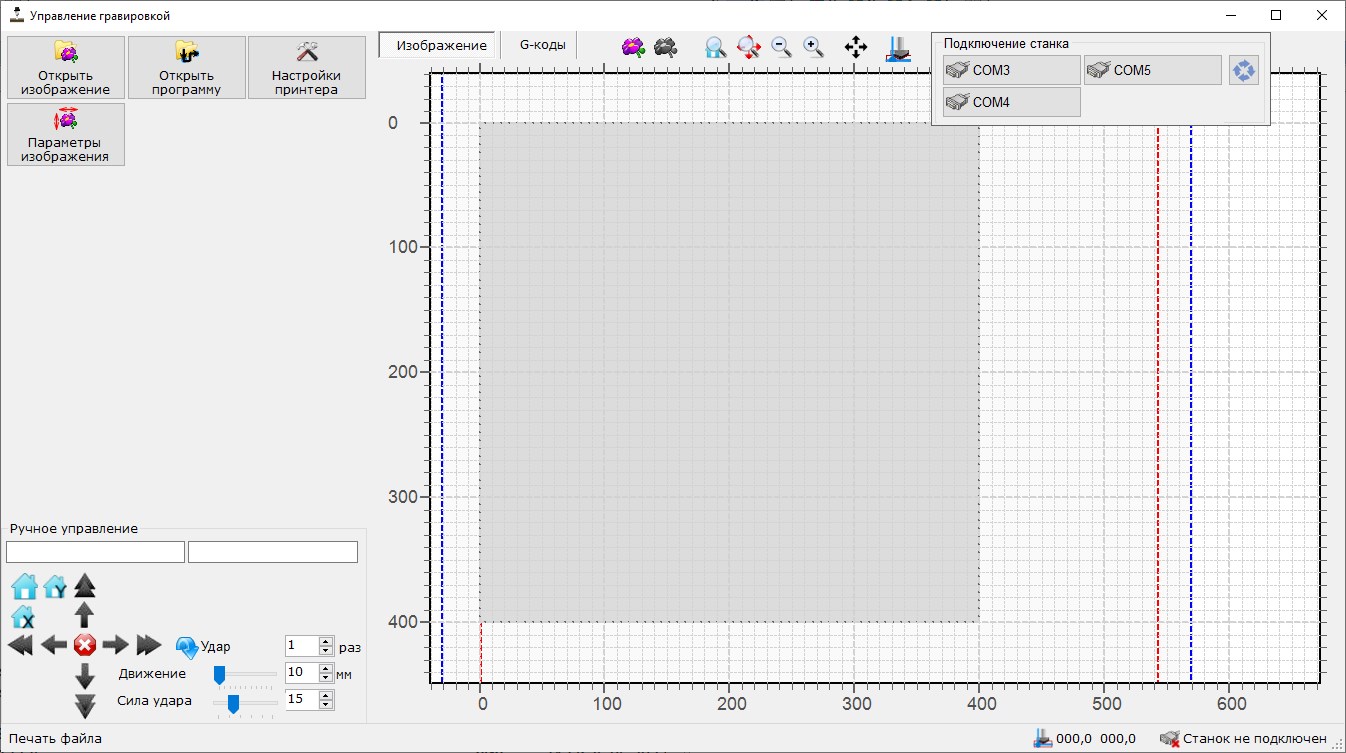 Управление гравировкой
Открыть изображение
Открыть программу
Настройки принтера
Параметры изображения
Изображение
G-коды
Подключение станка
COM3
COM5
COM4
0
100
200
300
400
0
100
200
300
400
500
600
Ручное управление
Y
X
Удар
1
раз
Движение
10
мм
Сила удара
15
Печать файла
000,0 000,0
Станок не подключен